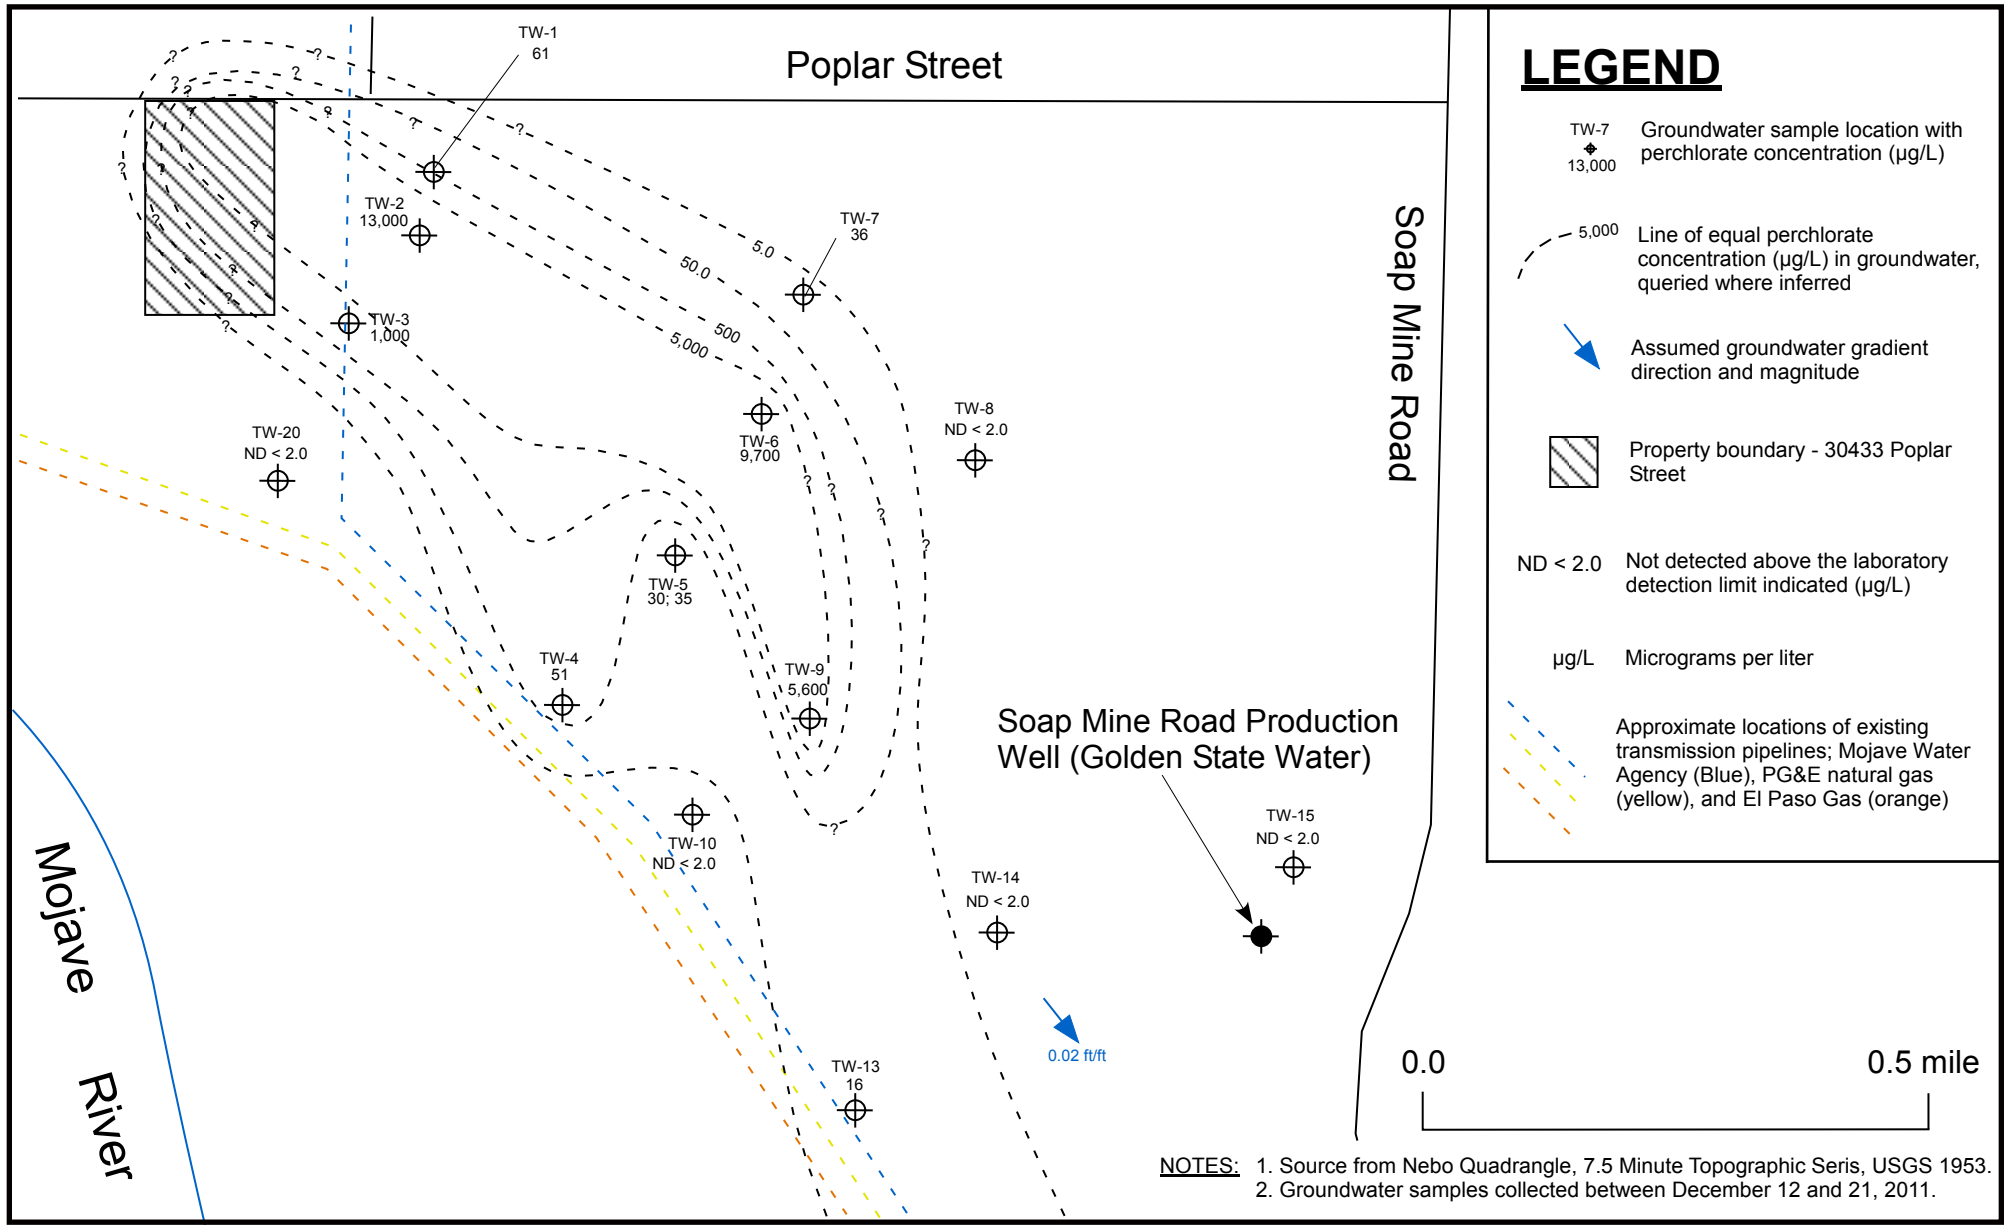 TW-1
61
Poplar Street
TW-2
13,000
TW-7
36
5.0
50.0
500
5,000
TW-3
1,000
TW-20
ND < 2.0
TW-6
9,700
TW-8
ND < 2.0
TW-5
30; 35
TW-4
51
TW-9
5,600
TW-10
ND < 2.0
Soap Mine Road
Soap Mine Road Production
Well (Golden State Water)
TW-15
ND < 2.0
TW-14
ND < 2.0
0.02 ft/ft
TW-13
16
Mojave
River
LEGEND
TW-7
13,000
Groundwater sample location with
perchlorate concentration (µg/L)
5,000
Line of equal perchlorate
concentration (µg/L) in groundwater,
queried where inferred
Assumed groundwater gradient
direction and magnitude
Property boundary - 30433 Poplar
Street
ND < 2.0
Not detected above the laboratory
detection limit indicated (µg/L)
µg/L
Micrograms per liter
Approximate locations of existing
transmission pipelines; Mojave Water
Agency (Blue), PG&E natural gas
(yellow), and El Paso Gas (orange)
0.0
0.5 mile
NOTES: 1. Source from Nebo Quadrangle, 7.5 Minute Topographic Seris, USGS 1953.
2. Groundwater samples collected between December 12 and 21, 2011.